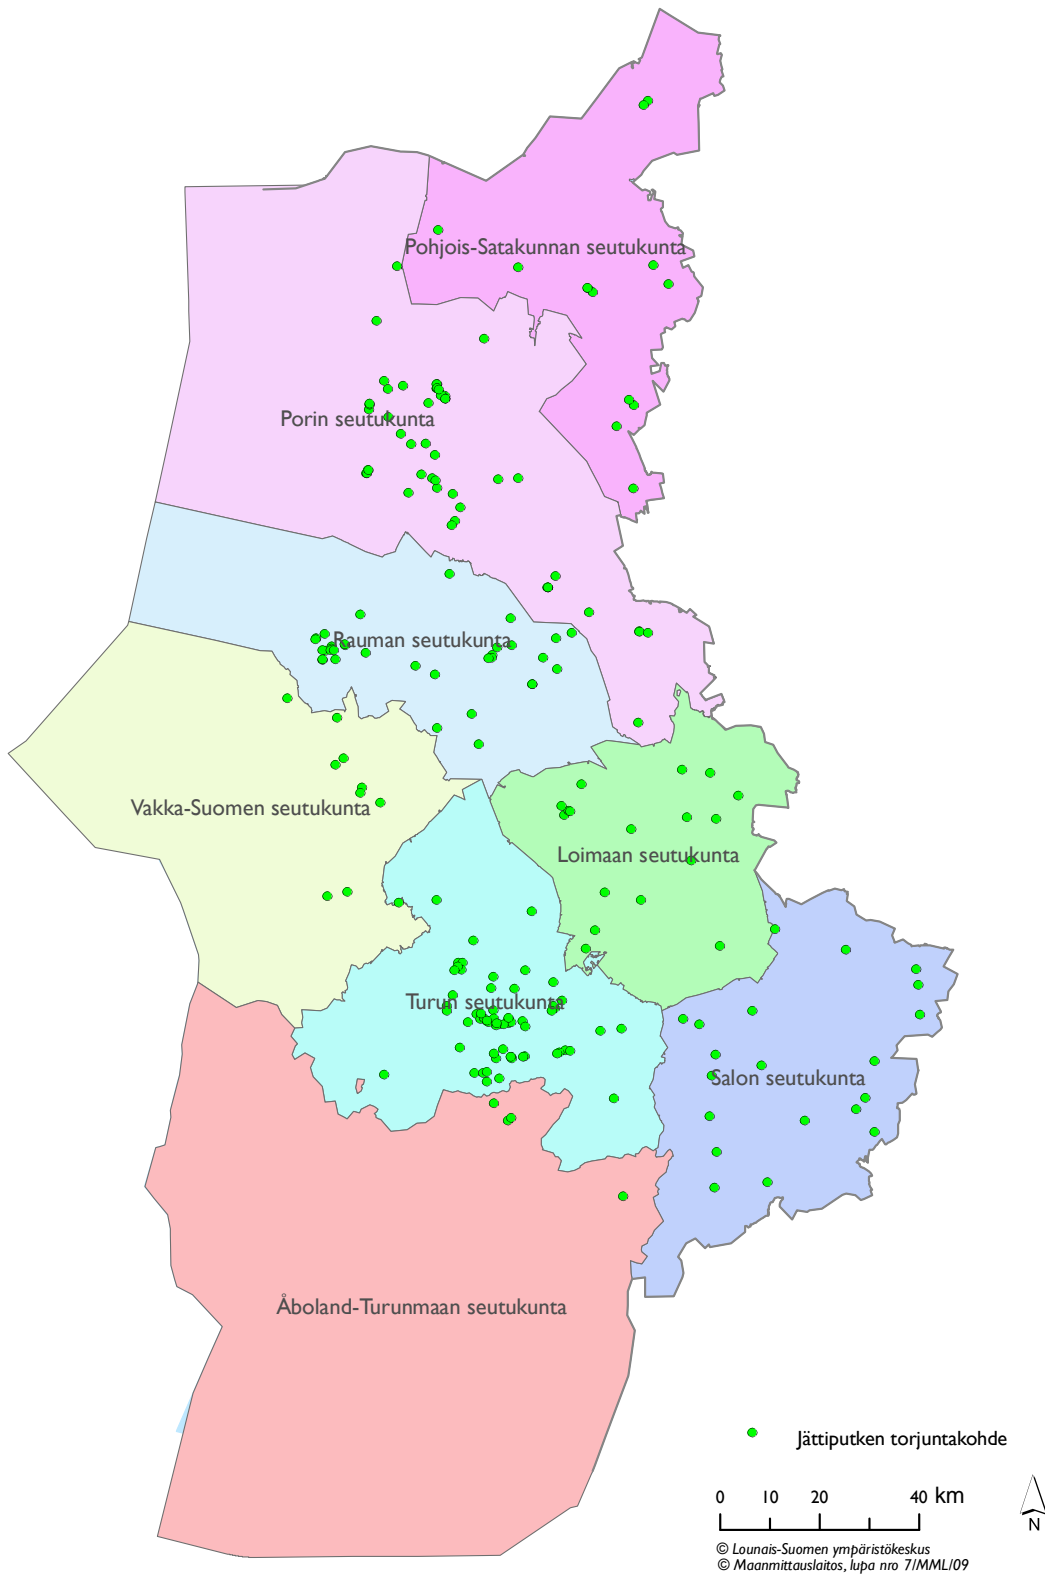 Pohjois-Satakunnan seutukunta
Porin seutukunta
Rauman seutukunta
Vakka-Suomen seutukunta
Loimaan seutukunta
Turun seutukunta
Salon seutukunta
Åboland-Turunmaan seutukunta
Jättiputken torjuntakohde
0 10 20 40 km
N
© Lounais-Suomen ympäristökeskus
© Maanmittauslaitos, lupa nro 7/MML/09